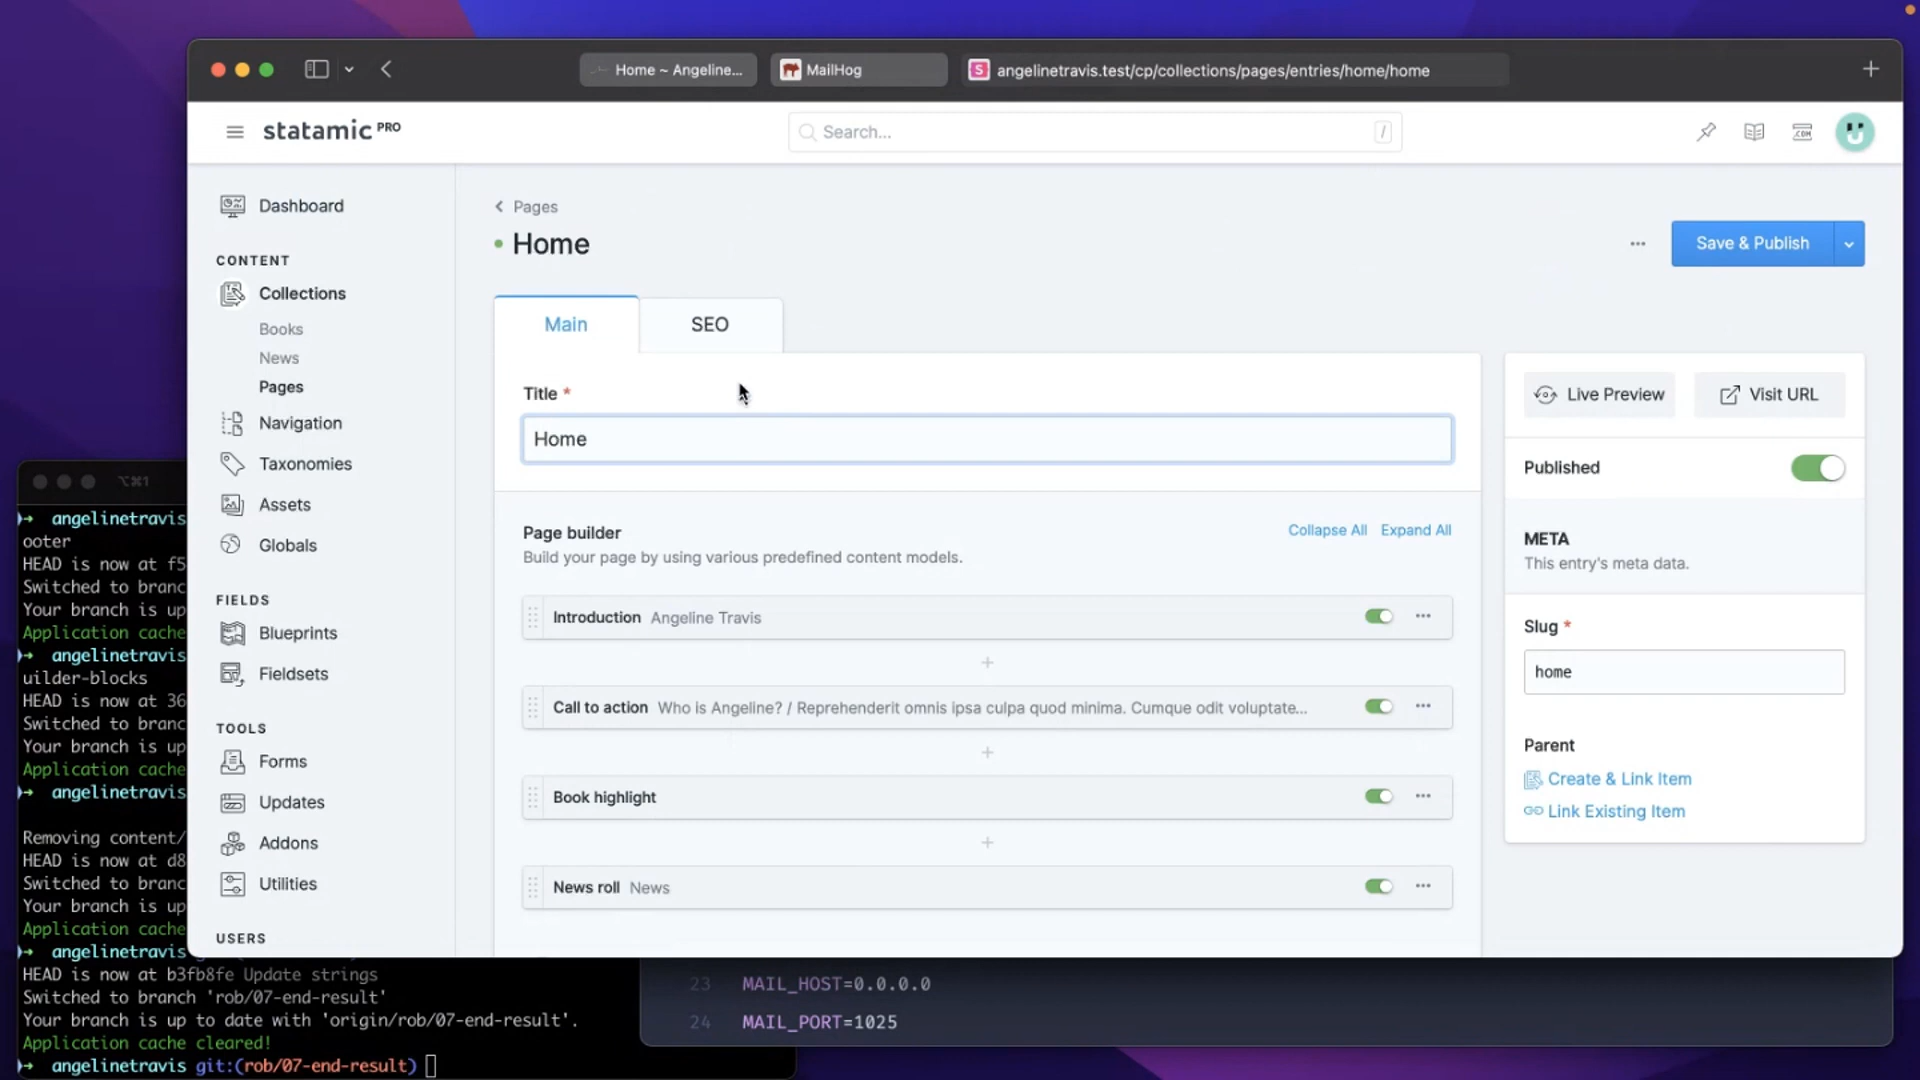 Home ~ Angeline...
MailHog
angelinetravis.test/cp/collections/pages/entries/home/home
statamic PRO
Search...
/
.COM
Dashboard
CONTENT
Collections
Books
News
Pages
Navigation
Taxonomies
Assets
Globals
FIELDS
Blueprints
Fieldsets
TOOLS
Forms
Updates
Addons
Utilities
USERS
Pages
Home
Save & Publish
Main
SEO
Title *
Home
Page builder
Build your page by using various predefined content models.
Collapse All
Expand All
Introduction Angeline Travis
Call to action Who is Angeline? / Reprehenderit omnis ipsa culpa quod minima. Cumque odit voluptate...
Book highlight
News roll News
Live Preview
Visit URL
Published
META
This entry's meta data.
Slug *
home
Parent
Create & Link Item
Link Existing Item
⌥⌘1
angelinetravis
ooter
HEAD is now at f5
Switched to branc
Your branch is up
Application cache
angelinetravis
uilder-blocks
HEAD is now at 36
Switched to branc
Your branch is up
Application cache
angelinetravis
Removing content/
HEAD is now at d8
Switched to branc
Your branch is up
Application cache
angelinetravis
HEAD is now at b3fb8fe Update strings
Switched to branch 'rob/07-end-result'
Your branch is up to date with 'origin/rob/07-end-result'.
Application cache cleared!
angelinetravis git:(rob/07-end-result)
23 MAIL_HOST=0.0.0.0
24 MAIL_PORT=1025